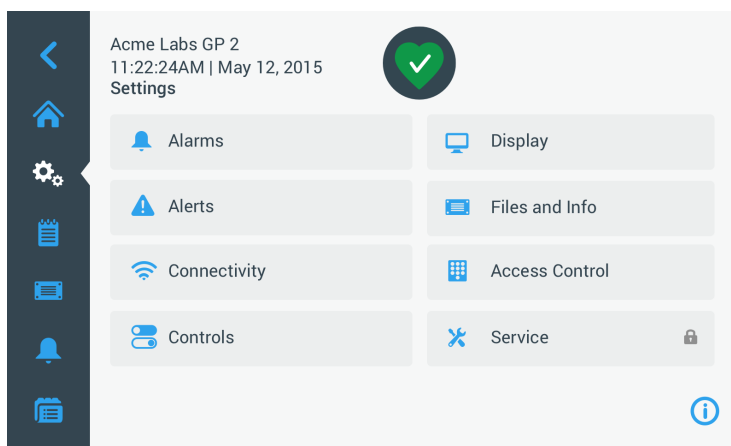 Acme Labs GP 2
11:22:24AM | May 12, 2015
Settings
Alarms
Display
Alerts
Files and Info
Connectivity
Access Control
Controls
Service